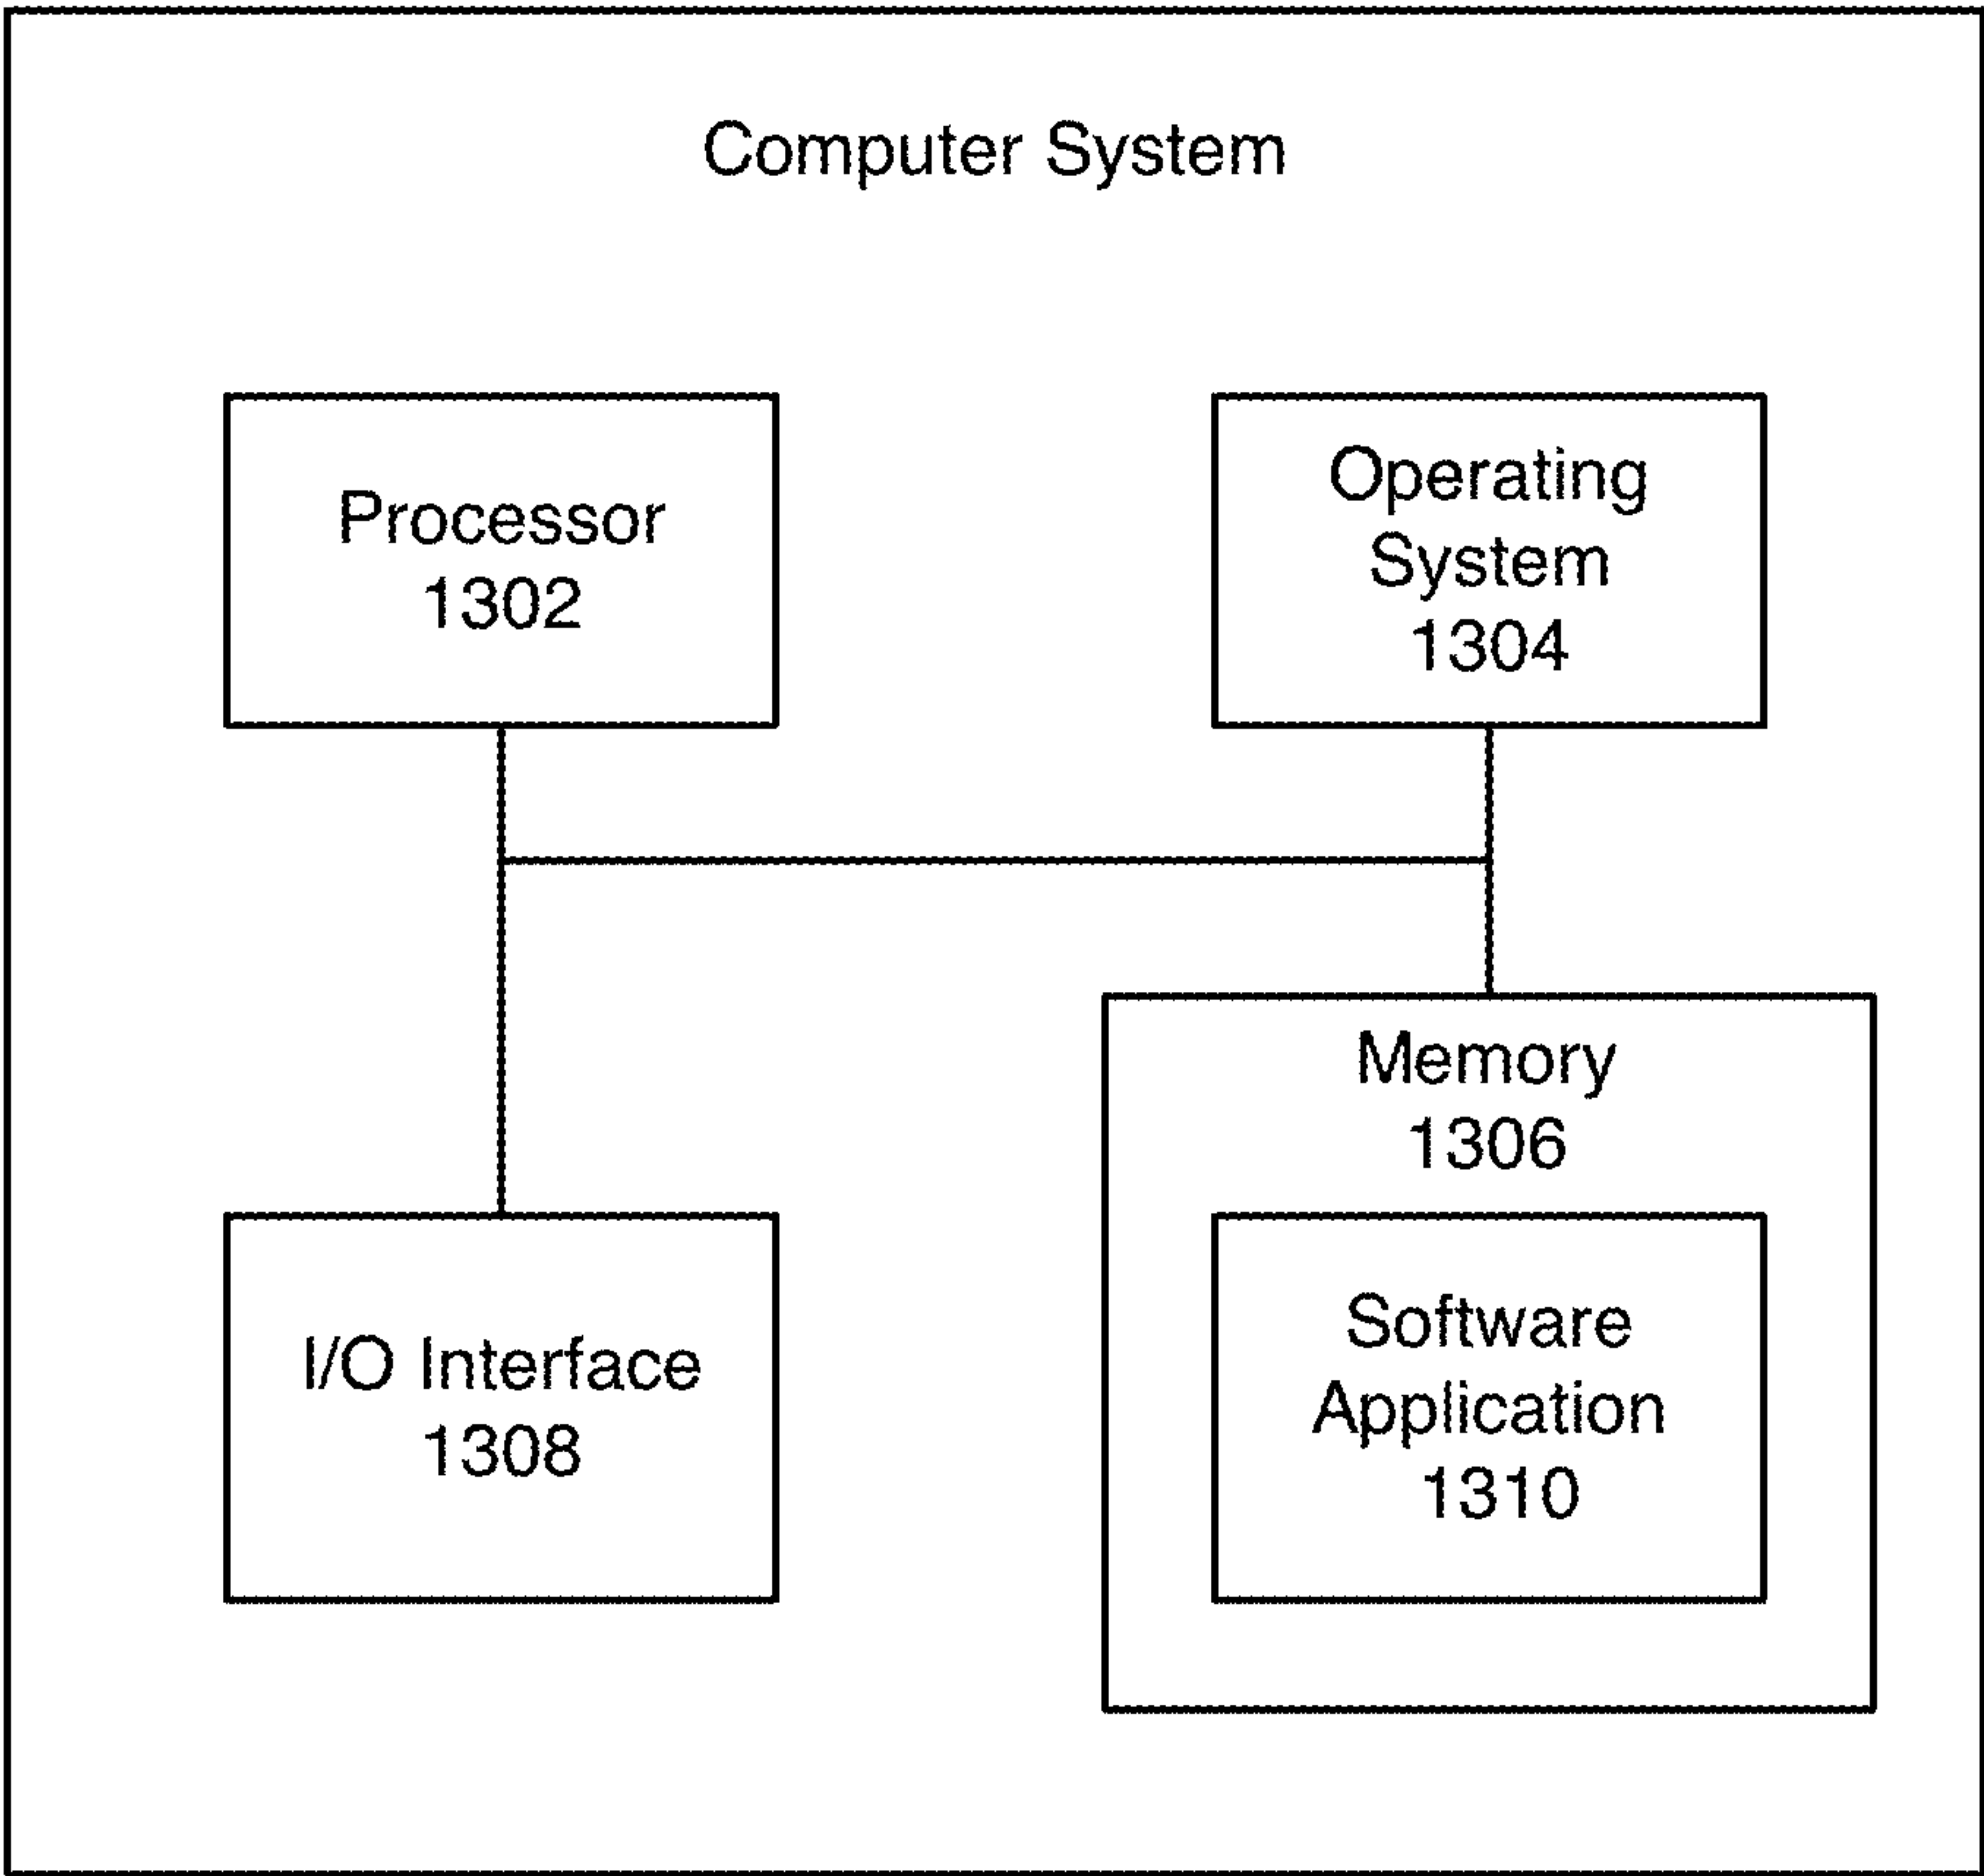 Computer System
Processor
1302
Operating
System
1304
Memory
1306
I/O Interface
1308
Software
Application
1310